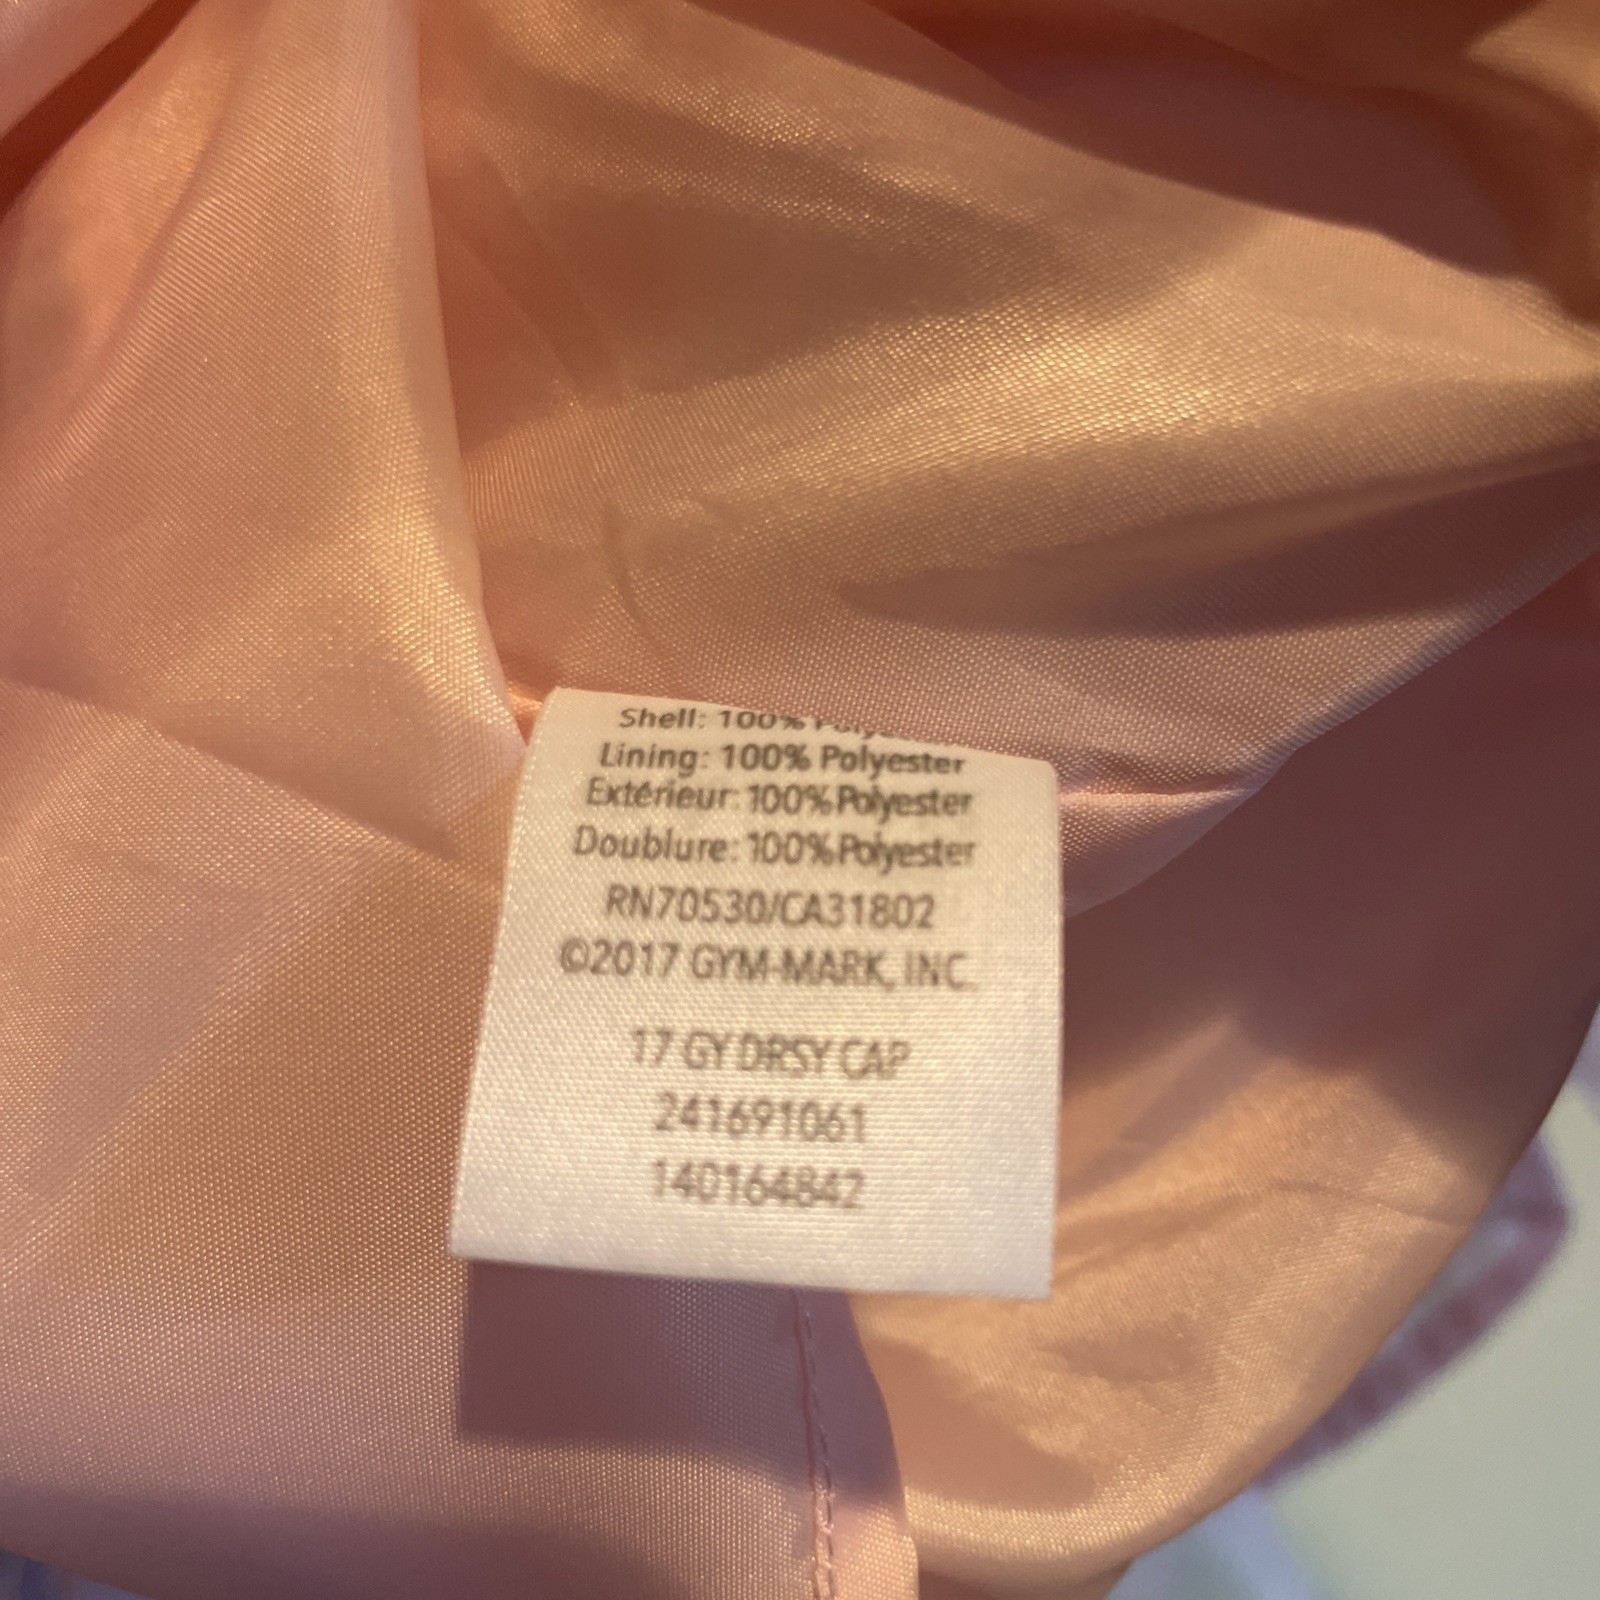 Shell: 100% Polyester
Lining: 100% Polyester
Extérieur: 100% Polyester
Doublure: 100% Polyester
RN70530/CA31802
©2017 GYM-MARK, INC.
17 GY DRSY CAP
241691061
140164842